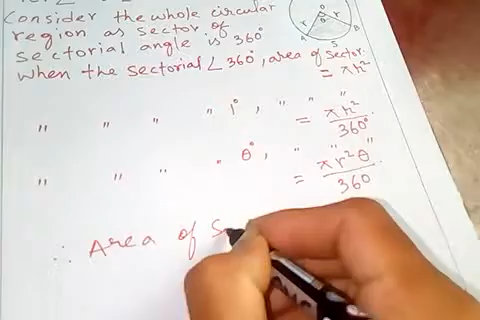 Consider the whole circular
region as sector of
sectorial angle is 360°
When the sectorial ∠ 360°, area of sector
= πr²
" " " " 1°, " " "
= πr²/360°
" " " " θ°, " " "
= πr²θ/360
∴ Area of S
O
r θ r
A B
S